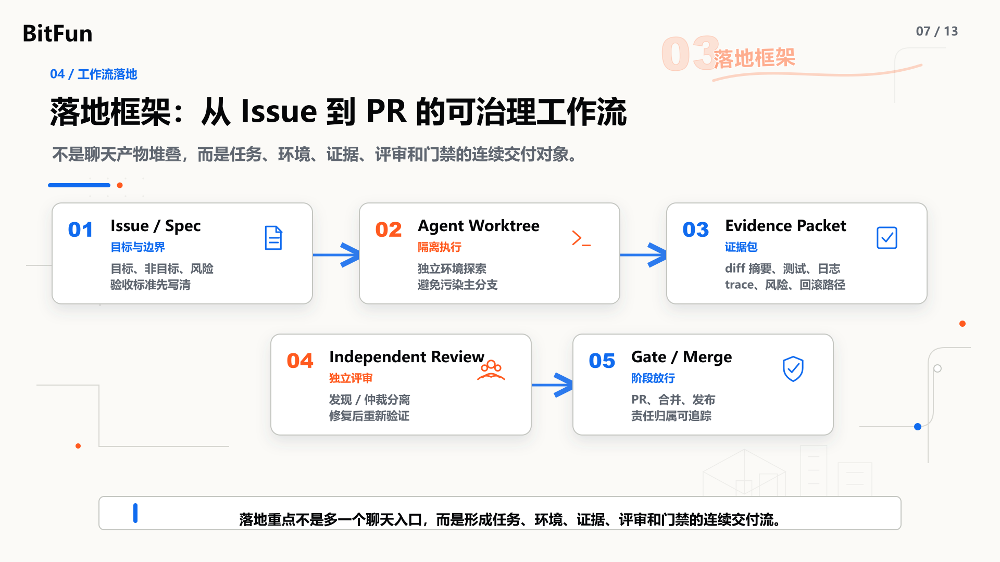 BitFun
07 / 13
03 落地框架
04 / 工作流落地
落地框架：从 Issue 到 PR 的可治理工作流
不是聊天产物堆叠，而是任务、环境、证据、评审和门禁的连续交付对象。
01
Issue / Spec
目标与边界
目标、非目标、风险
验收标准先写清
02
Agent Worktree
隔离执行
独立环境探索
避免污染主分支
03
Evidence Packet
证据包
diff 摘要、测试、日志
trace、风险、回滚路径
04
Independent Review
独立评审
发现 / 仲裁分离
修复后重新验证
05
Gate / Merge
阶段放行
PR、合并、发布
责任归属可追踪
落地重点不是多一个聊天入口，而是形成任务、环境、证据、评审和门禁的连续交付流。